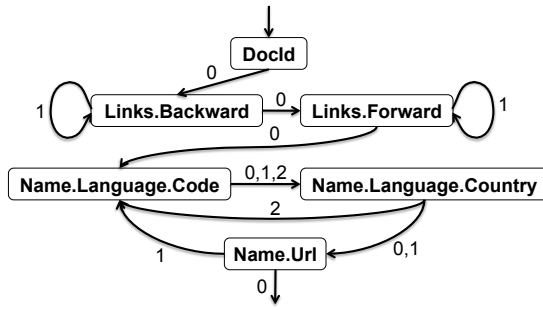 DocId
0
1 Links.Backward 0 Links.Forward 1
0
Name.Language.Code 0,1,2 Name.Language.Country
2
1 Name.Url 0,1
0